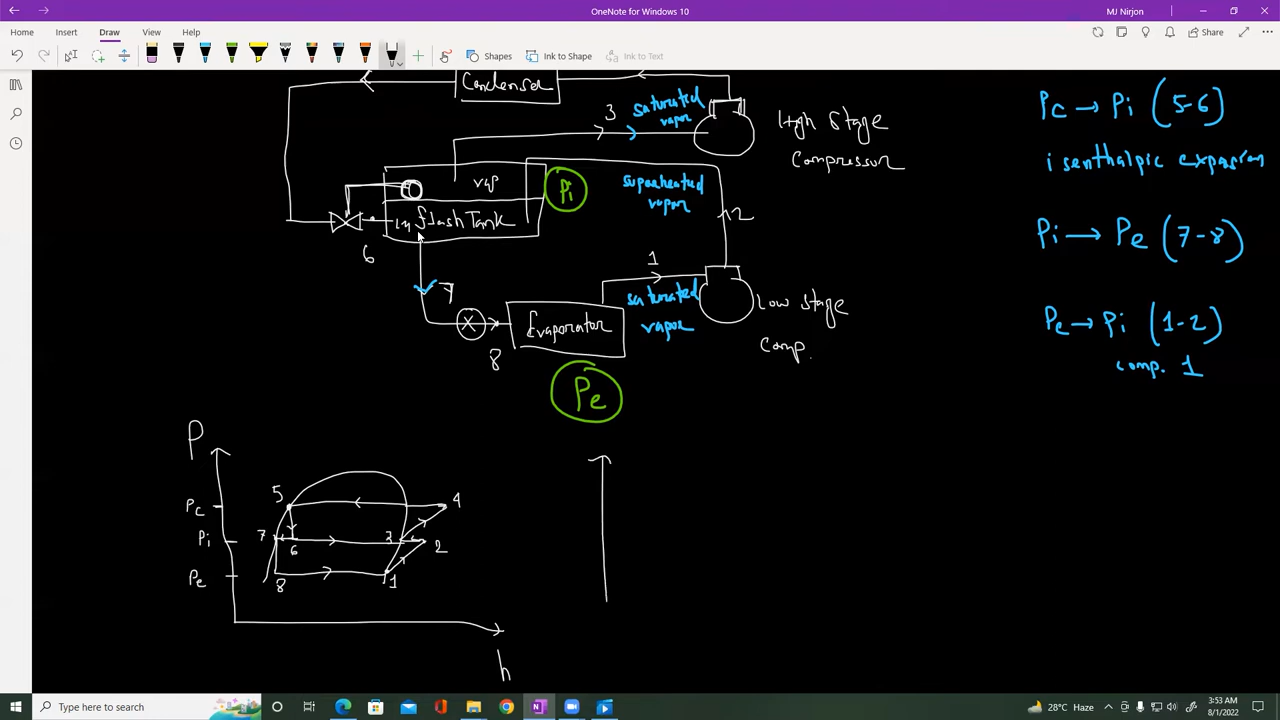 OneNote for Windows 10
MJ Nirjon
Home Insert Draw View Help
Shapes Ink to Shape Ink to Text Share
Condenser
3
saturated
vapor
High Stage
Compressor
vap
Pi
superheated
vapor
2
liq flash Tank
6
7
1
saturated
vapor
Low Stage
Comp.
Evaporator
8
Pe
Pc → Pi (5-6)
isenthalpic expansion
Pi → Pe (7-8)
Pe → Pi (1-2)
comp. 1
P
Pc
Pi
Pe
5
4
7
6
3
2
8
1
h
Type here to search
28°C Haze
3:53 AM
8/1/2022